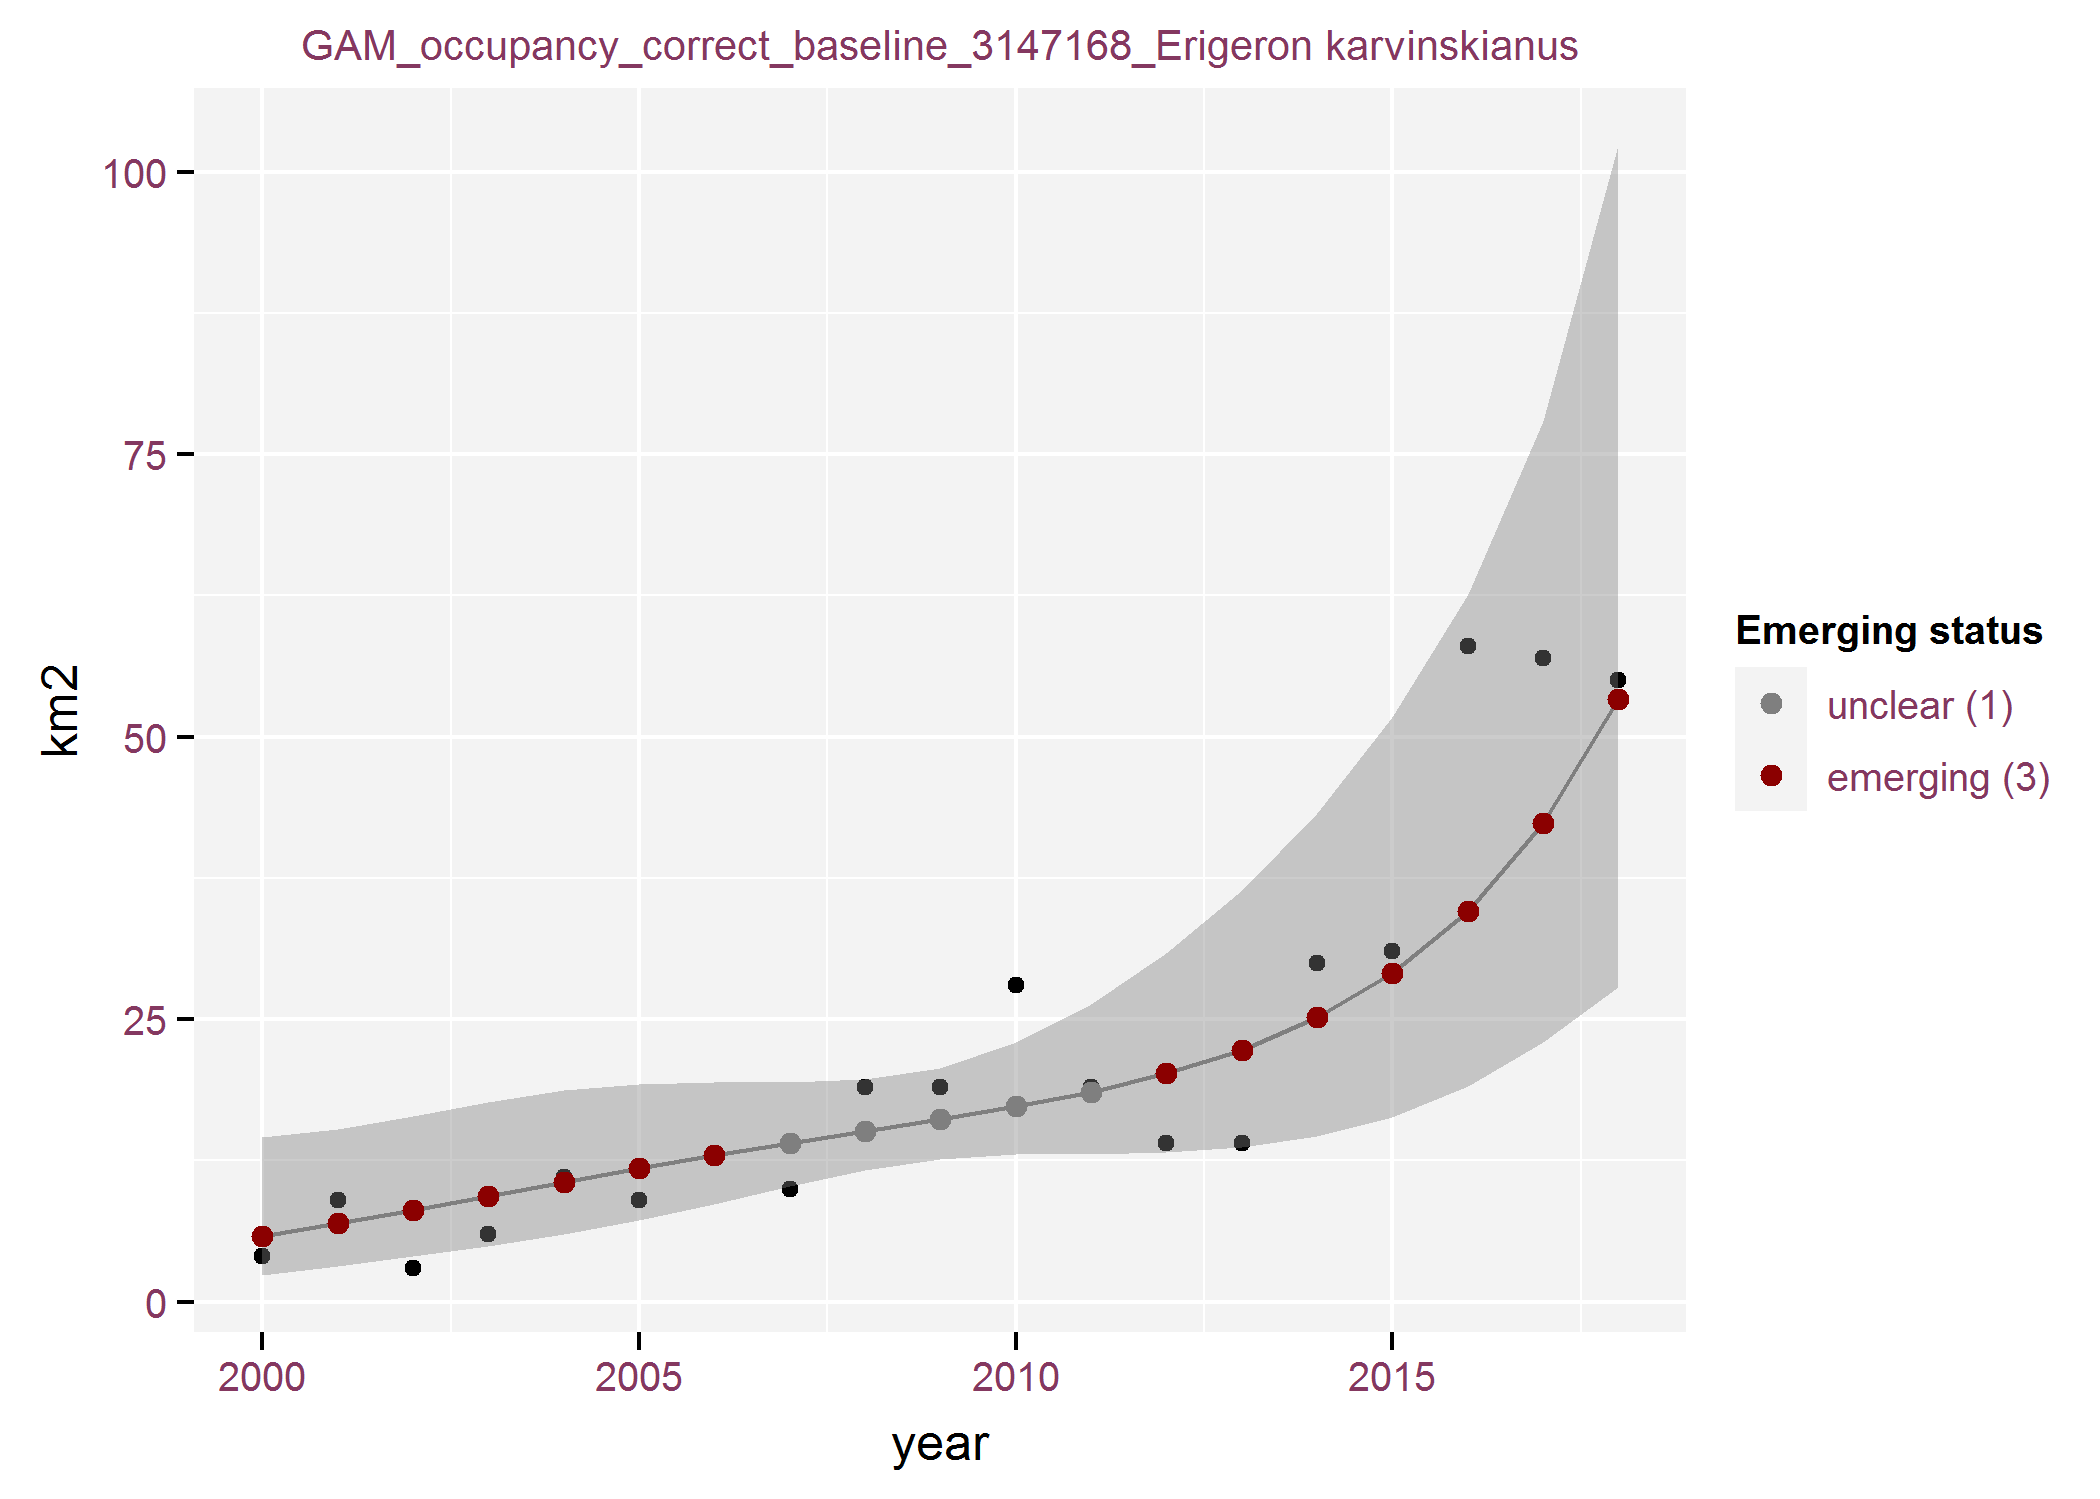 GAM_occupancy_correct_baseline_3147168_Erigeron karvinskianus
100
75
50
25
0
km2
2000 2005 2010 2015
year
Emerging status
unclear (1)
emerging (3)